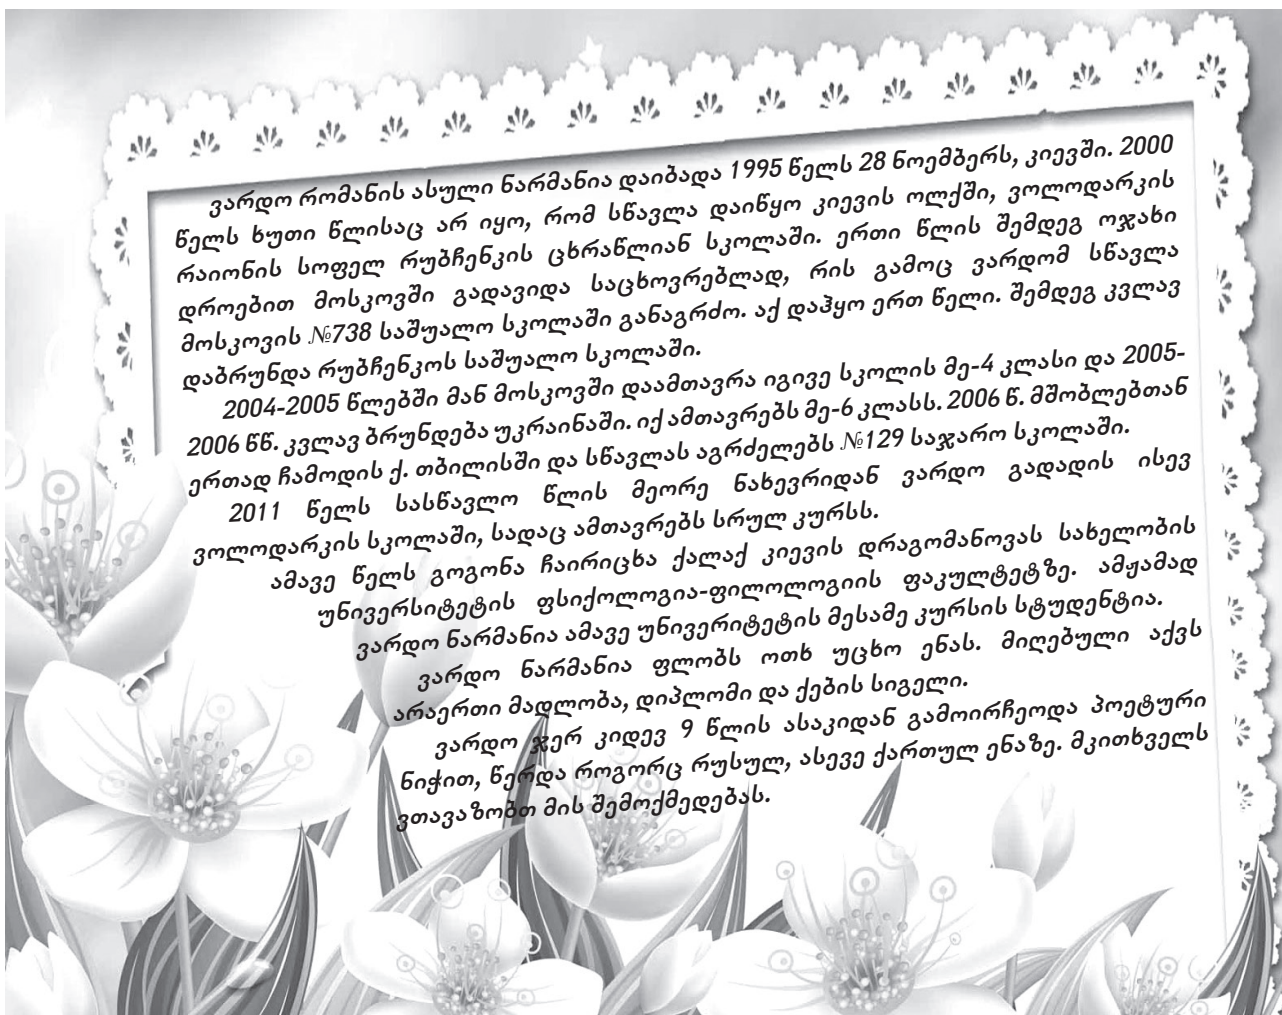 ვარდო რომანის ასული ნარმანია დაიბადა 1995 წელს 28 ნოემბერს, კიევში. 2000
წელს ხუთი წლისაც არ იყო, რომ სწავლა დაიწყო კიევის ოლქში, ვოლოდარკის
რაიონის სოფელ რუბჩენკის ცხრაწლიან სკოლაში. ერთი წლის შემდეგ ოჯახი
დროებით მოსკოვში გადავიდა საცხოვრებლად, რის გამოც ვარდომ სწავლა
მოსკოვის №738 საშუალო სკოლაში განაგრძო. აქ დაჰყო ერთ წელი. შემდეგ კვლავ
დაბრუნდა რუბჩენკოს საშუალო სკოლაში.
2004-2005 წლებში მან მოსკოვში დაამთავრა იგივე სკოლის მე-4 კლასი და 2005-
2006 წწ. კვლავ ბრუნდება უკრაინაში. იქ ამთავრებს მე-6 კლასს. 2006 წ. მშობლებთან
ერთად ჩამოდის ქ. თბილისში და სწავლას აგრძელებს №129 საჯარო სკოლაში.
2011 წელს სასწავლო წლის მეორე ნახევრიდან ვარდო გადადის ისევ
ვოლოდარკის სკოლაში, სადაც ამთავრებს სრულ კურსს.
ამავე წელს გოგონა ჩაირიცხა ქალაქ კიევის დრაგომანოვას სახელობის
უნივერსიტეტის ფსიქოლოგია-ფილოლოგიის ფაკულტეტზე. ამჟამად
ვარდო ნარმანია ამავე უნივერიტეტის მესამე კურსის სტუდენტია.
ვარდო ნარმანია ფლობს ოთხ უცხო ენას. მიღებული აქვს
არაერთი მადლობა, დიპლომი და ქების სიგელი.
ვარდო ჯერ კიდევ 9 წლის ასაკიდან გამოირჩეოდა პოეტური
ნიჭით, წერდა როგორც რუსულ, ასევე ქართულ ენაზე. მკითხველს
ვთავაზობთ მის შემოქმედებას.